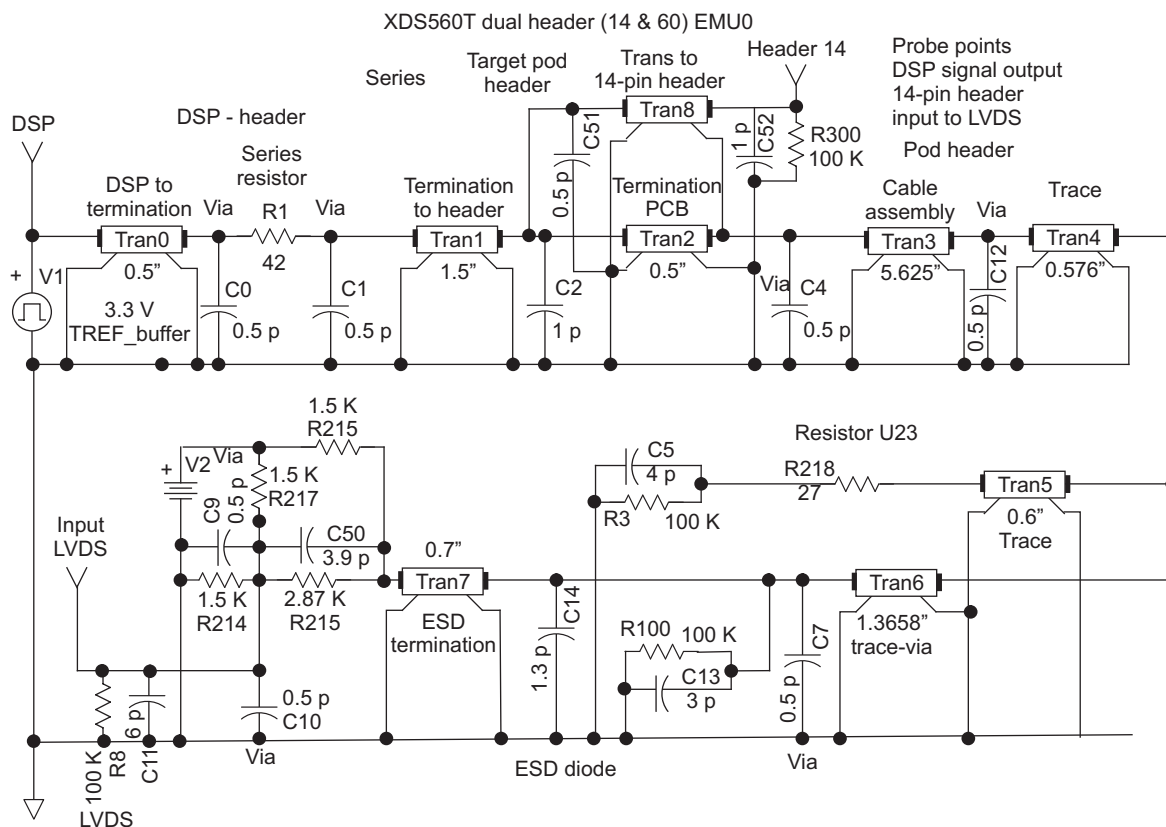 XDS560T dual header (14 & 60) EMU0
Series
Target pod
header
Trans to
14-pin header
Header 14
Probe points
DSP signal output
14-pin header
input to LVDS
Pod header
DSP
DSP - header
Tran8
C51
0.5 p
1 p
C52
R300
100 K
DSP to
termination
Via
Series
resistor
R1
42
Via
Termination
to header
Termination
PCB
Cable
assembly
Via
Trace
Tran0
0.5”
Tran1
1.5”
Tran2
0.5”
Tran3
5.625”
Tran4
0.576”
+
V1
3.3 V
TREF_buffer
C0
0.5 p
C1
0.5 p
C2
1 p
Via
C4
0.5 p
C12
0.5 p
1.5 K
R215
+
V2
Via
1.5 K
R217
C9
0.5 p
C50
3.9 p
Input
LVDS
1.5 K
R214
2.87 K
R215
0.7”
Tran7
ESD
termination
C14
1.3 p
C5
4 p
R3
100 K
Resistor U23
R218
27
Tran5
0.6”
Trace
R100
100 K
C13
3 p
C7
0.5 p
Tran6
1.3658”
trace-via
0.5 p
C10
Via
R8
100 K
C11
6 p
LVDS
ESD diode
Via